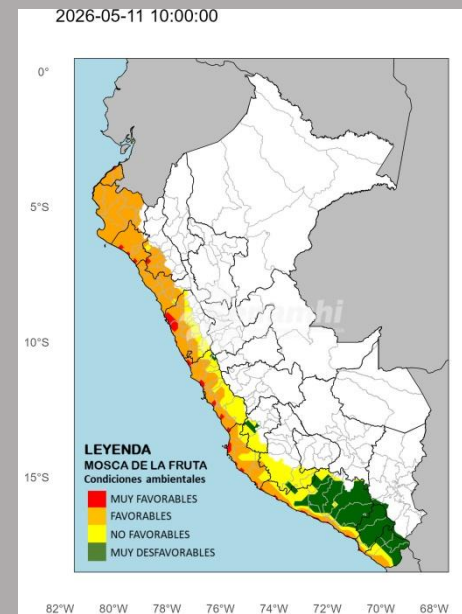 2026-05-11 10:00:00
0°
5°S
10°S
15°S
senamhi
LEYENDA
MOSCA DE LA FRUTA
Condiciones ambientales
MUY FAVORABLES
FAVORABLES
NO FAVORABLES
MUY DESFAVORABLES
82°W 80°W 78°W 76°W 74°W 72°W 70°W 68°W